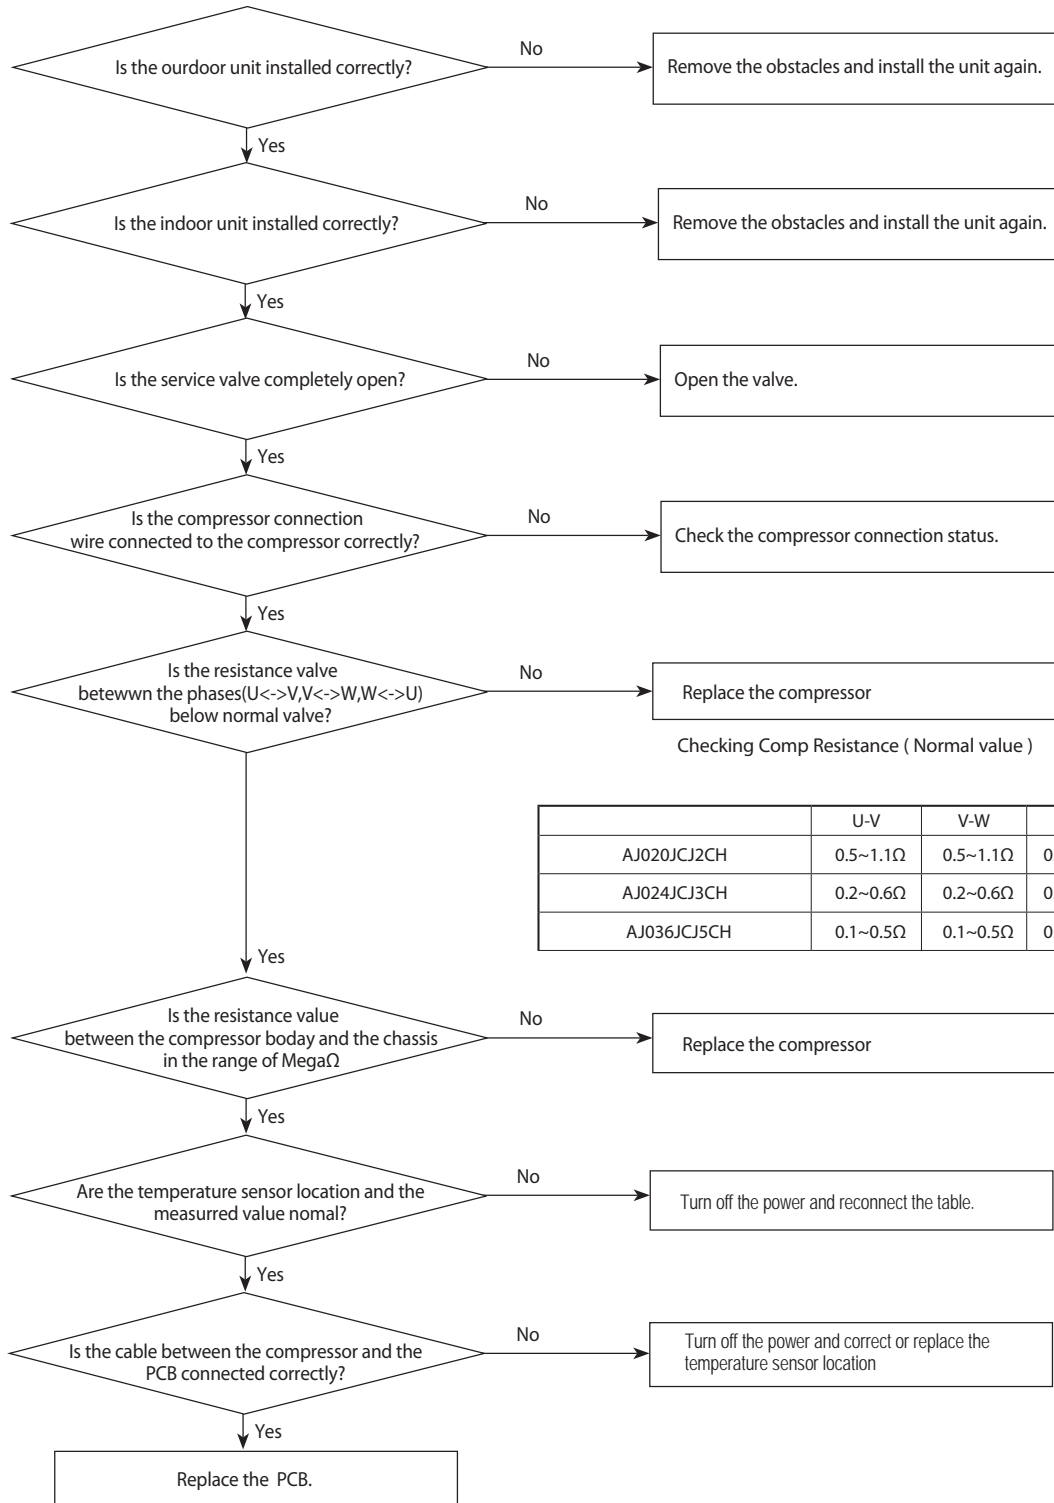 Is the ourdoor unit installed correctly?
No
Remove the obstacles and install the unit again.
Yes
Is the indoor unit installed correctly?
No
Remove the obstacles and install the unit again.
Yes
Is the service valve completely open?
No
Open the valve.
Yes
Is the compressor connection
wire connected to the compressor correctly?
No
Check the compressor connection status.
Yes
Is the resistance valve
betewwn the phases(U<->V,V<->W,W<->U)
below normal valve?
No
Replace the compressor
Checking Comp Resistance ( Normal value )
U-V V-W
AJ020JCJ2CH 0.5~1.1Ω 0.5~1.1Ω 0
AJ024JCJ3CH 0.2~0.6Ω 0.2~0.6Ω 0
AJ036JCJ5CH 0.1~0.5Ω 0.1~0.5Ω 0
Yes
Is the resistance value
between the compressor boday and the chassis
in the range of MegaΩ
No
Replace the compressor
Yes
Are the temperature sensor location and the
measurred value nomal?
No
Turn off the power and reconnect the table.
Yes
Is the cable between the compressor and the
PCB connected correctly?
No
Turn off the power and correct or replace the
temperature sensor location
Yes
Replace the PCB.